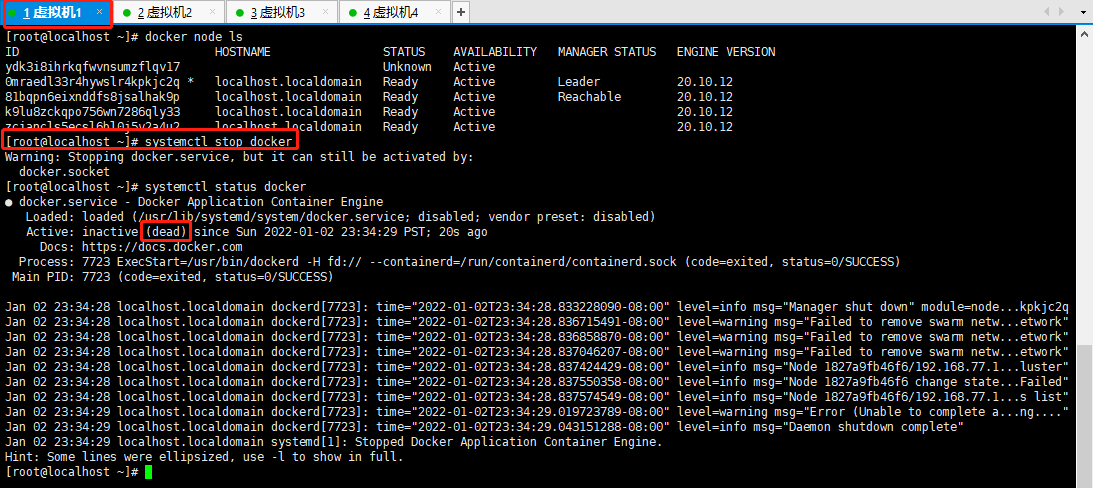 1 虚拟机1 × 2 虚拟机2 × 3 虚拟机3 × 4 虚拟机4 × +
[root@localhost ~]# docker node ls
ID HOSTNAME STATUS AVAILABILITY MANAGER STATUS ENGINE VERSION
ydk3i8ihrkqfwvnsumzflqv17 Unknown Active
0mraedl33r4hywslr4kpkjc2q * localhost.localdomain Ready Active Leader 20.10.12
81bqpn6eixnddfs8jsalhak9p localhost.localdomain Ready Active Reachable 20.10.12
k9lu8zckqpo756wn7286qly33 localhost.localdomain Ready Active 20.10.12
localhost.localdomain Ready Active 20.10.12
[root@localhost ~]# systemctl stop docker
Warning: Stopping docker.service, but it can still be activated by:
docker.socket
[root@localhost ~]# systemctl status docker
● docker.service - Docker Application Container Engine
Loaded: loaded (/usr/lib/systemd/system/docker.service; disabled; vendor preset: disabled)
Active: inactive (dead) since Sun 2022-01-02 23:34:29 PST; 20s ago
Docs: https://docs.docker.com
Process: 7723 ExecStart=/usr/bin/dockerd -H fd:// --containerd=/run/containerd/containerd.sock (code=exited, status=0/SUCCESS)
Main PID: 7723 (code=exited, status=0/SUCCESS)
Jan 02 23:34:28 localhost.localdomain dockerd[7723]: time="2022-01-02T23:34:28.833228090-08:00" level=info msg="Manager shut down" module=node...kpkjc2q
Jan 02 23:34:28 localhost.localdomain dockerd[7723]: time="2022-01-02T23:34:28.836715491-08:00" level=warning msg="Failed to remove swarm netw...etwork"
Jan 02 23:34:28 localhost.localdomain dockerd[7723]: time="2022-01-02T23:34:28.836858870-08:00" level=warning msg="Failed to remove swarm netw...etwork"
Jan 02 23:34:28 localhost.localdomain dockerd[7723]: time="2022-01-02T23:34:28.837046207-08:00" level=warning msg="Failed to remove swarm netw...etwork"
Jan 02 23:34:28 localhost.localdomain dockerd[7723]: time="2022-01-02T23:34:28.837424429-08:00" level=info msg="Node 1827a9fb46f6/192.168.77.1...luster"
Jan 02 23:34:28 localhost.localdomain dockerd[7723]: time="2022-01-02T23:34:28.837550358-08:00" level=info msg="Node 1827a9fb46f6 change state...Failed"
Jan 02 23:34:28 localhost.localdomain dockerd[7723]: time="2022-01-02T23:34:28.837574549-08:00" level=info msg="Node 1827a9fb46f6/192.168.77.1...s list"
Jan 02 23:34:29 localhost.localdomain dockerd[7723]: time="2022-01-02T23:34:29.019723789-08:00" level=warning msg="Error (Unable to complete a...ng...."
Jan 02 23:34:29 localhost.localdomain dockerd[7723]: time="2022-01-02T23:34:29.043151288-08:00" level=info msg="Daemon shutdown complete"
Jan 02 23:34:29 localhost.localdomain systemd[1]: Stopped Docker Application Container Engine.
Hint: Some lines were ellipsized, use -l to show in full.
[root@localhost ~]#